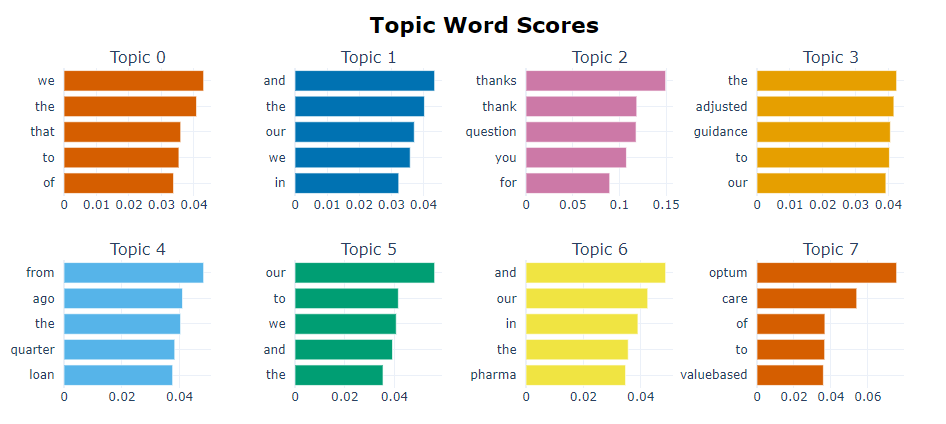 Topic Word Scores
Topic 0
we
the
that
to
of
0 0.01 0.02 0.03 0.04
Topic 1
and
the
our
we
in
0 0.01 0.02 0.03 0.04
Topic 2
thanks
thank
question
you
for
0 0.05 0.1 0.15
Topic 3
the
adjusted
guidance
to
our
0 0.01 0.02 0.03 0.04
Topic 4
from
ago
the
quarter
loan
0 0.02 0.04
Topic 5
our
to
we
and
the
0 0.02 0.04
Topic 6
and
our
in
the
pharma
0 0.02 0.04
Topic 7
optum
care
of
to
valuebased
0 0.02 0.04 0.06